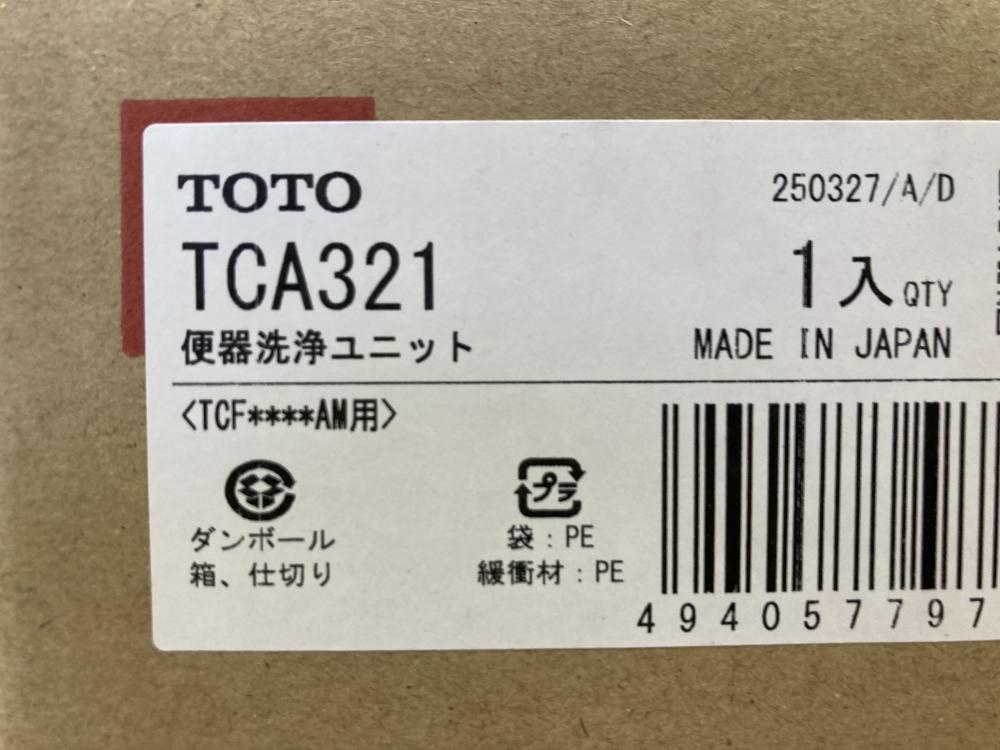 TOTO
250327/A/D
TCA321
1入QTY
便器洗浄ユニット
MADE IN JAPAN
<TCF****AM用>
プラ
ダンボール
箱、仕切り
袋:PE
緩衝材:PE
494057797